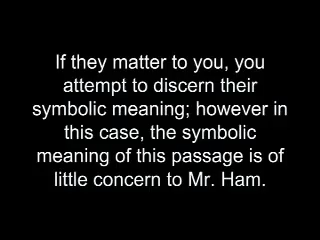 If they matter to you, you
attempt to discern their
symbolic meaning; however in
this case, the symbolic
meaning of this passage is of
little concern to Mr. Ham.